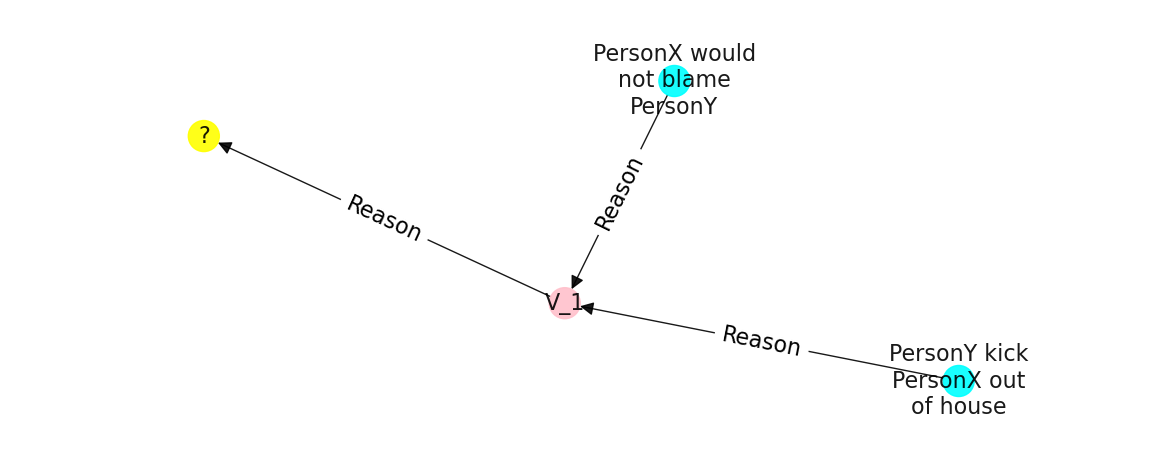 PersonX would
not blame
PersonY
?
Reason
Reason
V_1
Reason
PersonY kick
PersonX out
of house